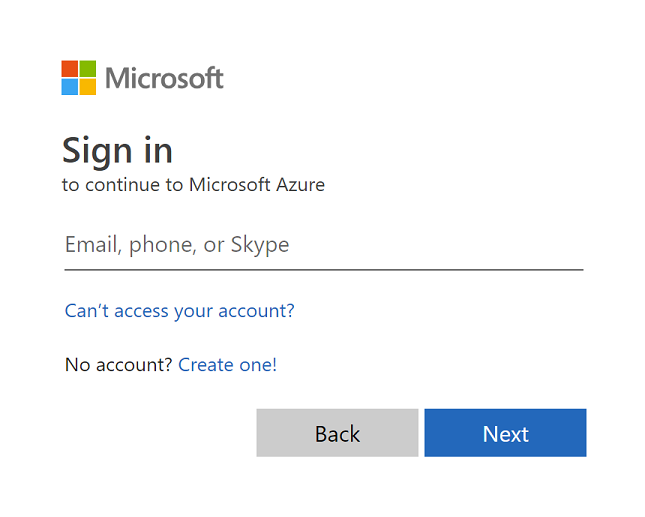 Microsoft
Sign in
to continue to Microsoft Azure
Email, phone, or Skype
Can’t access your account?
No account? Create one!
Back Next